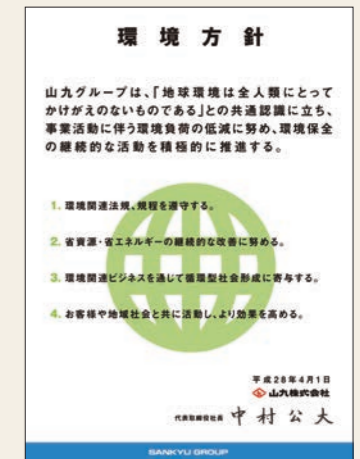 環境方針
山九グループは、「地球環境は全人類にとって
かけがえのないものである」との共通認識に立ち、
事業活動に伴う環境負荷の低減に努め、環境保全
の継続的な活動を積極的に推進する。
1. 環境関連法規、規程を遵守する。
2. 省資源・省エネルギーの継続的な改善に努める。
3. 環境関連ビジネスを通じて循環型社会形成に寄与する。
4. お客様や地域社会と共に活動し、より効果を高める。
平成28年4月1日
山九株式会社
代表取締役社長 中村公大
SANKYU GROUP